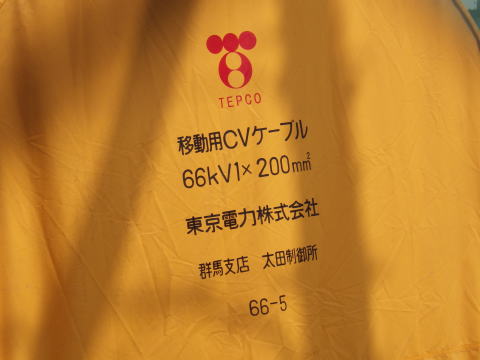 TEPCO
移動用CVケーブル
66kV1×200mm²
東京電力株式会社
群馬支店 太田制御所
66-5